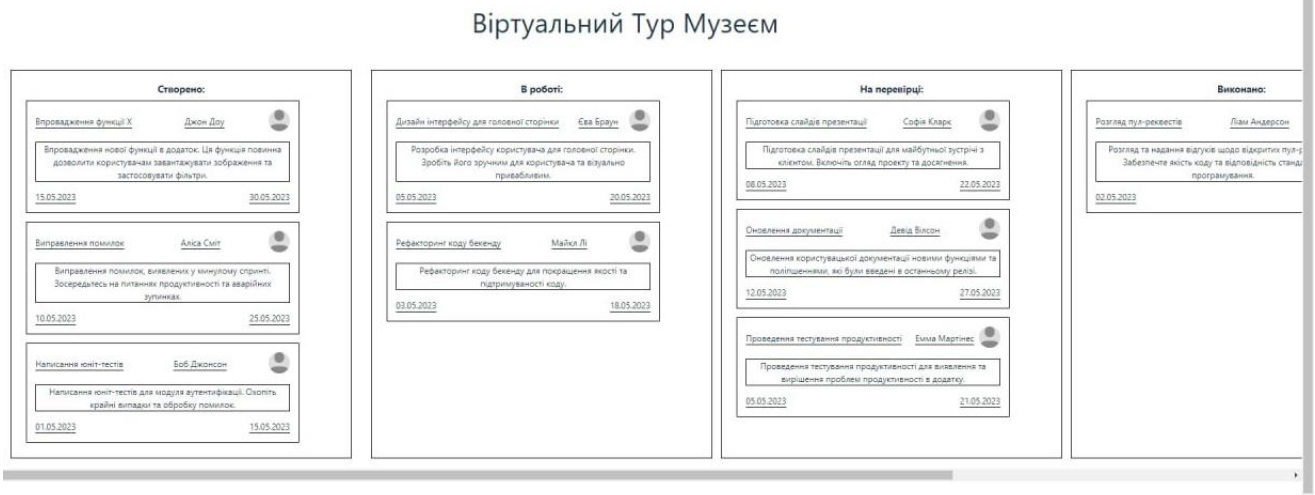 Віртуальний Тур Музеєм
Створено:
Впровадження функції X Джон Доу
Впровадження нової функції в додаток. Ця функція повинна
дозволити користувачам завантажувати зображення та
застосовувати фільтри.
15.05.2023 30.05.2023
Виправлення помилок Аліса Сміт
Виправлення помилок, виявлених у минулому спринті.
Зосередьтесь на питаннях продуктивності та аварійних
зупинках.
10.05.2023 25.05.2023
Написання юніт-тестів Боб Джонсон
Написання юніт-тестів для модуля аутентифікації. Охопіть
крайні випадки та обробку помилок.
01.05.2023 15.05.2023
В роботі:
Дизайн інтерфейсу для головної сторінки Єва Браун
Розробка інтерфейсу користувача для головної сторінки.
Зробіть його зручним для користувача та візуально
привабливим.
05.05.2023 20.05.2023
Рефакторинг коду бекенду Майкл Лі
Рефакторинг коду бекенду для покращення якості та
підтримуваності коду.
03.05.2023 18.05.2023
На перевірці:
Підготовка слайдів презентації Софія Кларк
Підготовка слайдів презентації для майбутньої зустрічі з
клієнтом. Включіть огляд проекту та досягнення.
08.05.2023 22.05.2023
Оновлення документації Девід Вілсон
Оновлення користувацької документації новими функціями та
поліпшеннями, які були введені в останньому релізі.
12.05.2023 27.05.2023
Проведення тестування продуктивності Емма Мартінес
Проведення тестування продуктивності для виявлення та
вирішення проблем продуктивності в додатку.
05.05.2023 21.05.2023
Виконано:
Розгляд пул-реквестів Ліам Андерсон
Розгляд та надання відгуків щодо відкритих
Забезпечте якість коду та відповідність
програмування.
02.05.2023